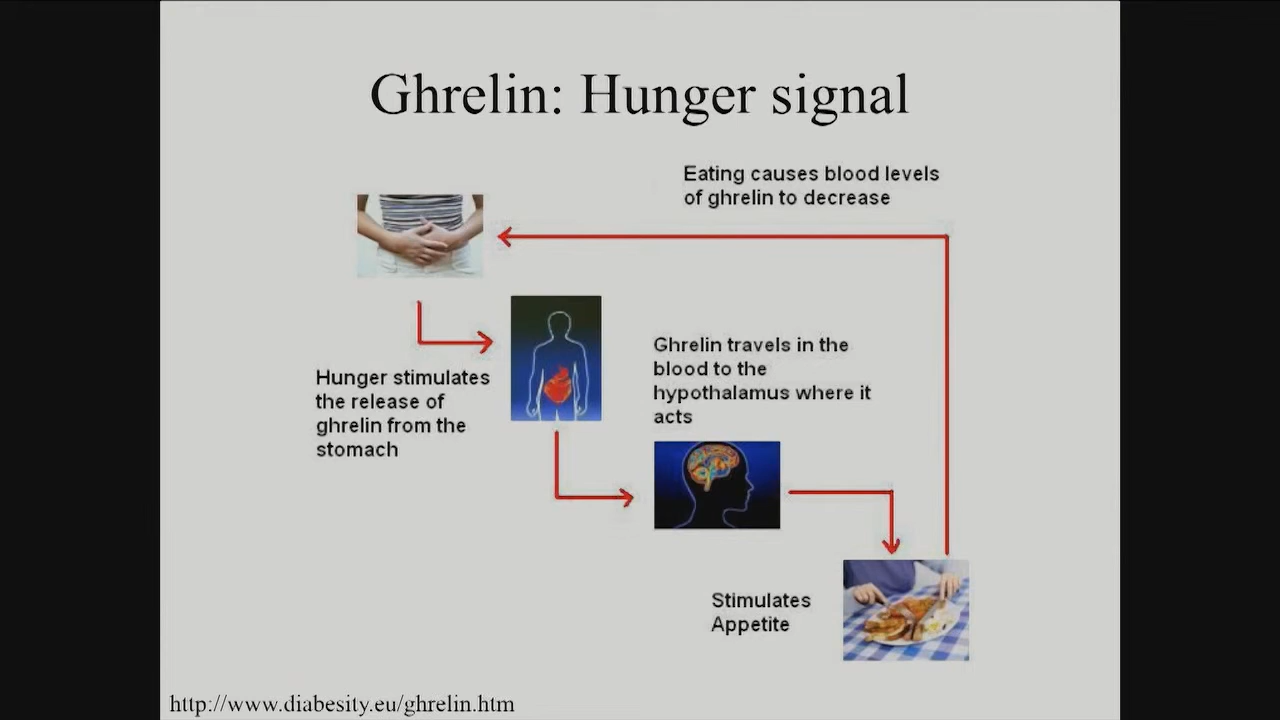 Ghrelin: Hunger signal
Eating causes blood levels
of ghrelin to decrease
Hunger stimulates
the release of
ghrelin from the
stomach
Ghrelin travels in the
blood to the
hypothalamus where it
acts
Stimulates
Appetite
http://www.diabesity.eu/ghrelin.htm